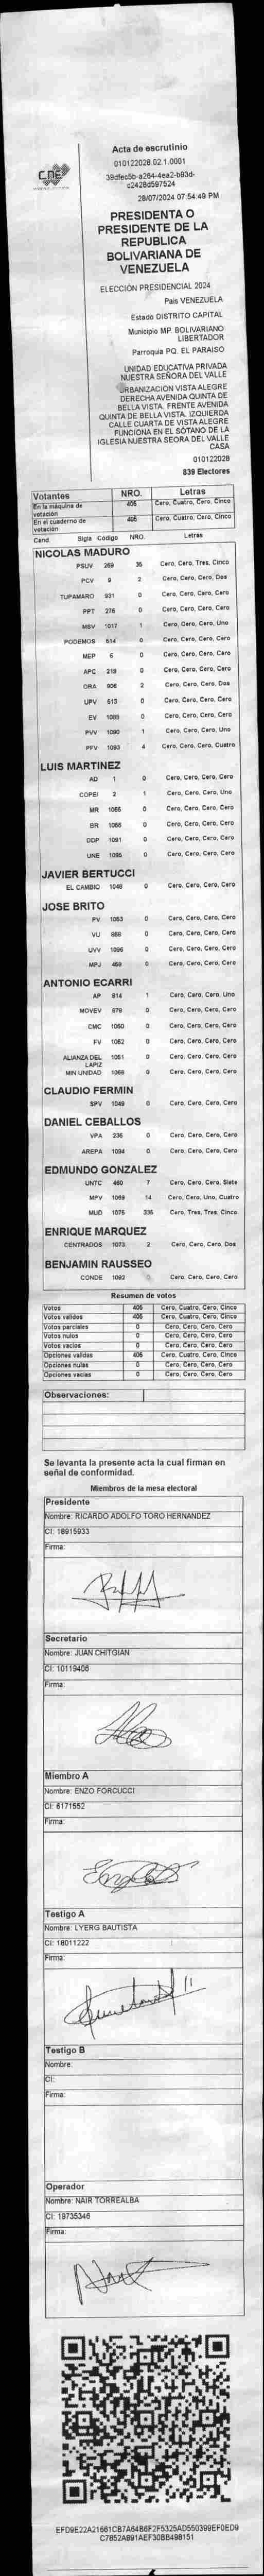 CNE
Acta de escrutinio
010122028.02.1.0001
28/07/2024 07:54:49 PM
PRESIDENTA O
PRESIDENTE DE LA
REPUBLICA
BOLIVARIANA DE
VENEZUELA
ELECCIÓN PRESIDENCIAL 2024
País VENEZUELA
Estado DISTRITO CAPITAL
Municipio MP. BOLIVARIANO
LIBERTADOR
Parroquia PQ. EL PARAISO
UNIDAD EDUCATIVA PRIVADA
NUESTRA SEÑORA DEL VALLE
URBANIZACION VISTA ALEGRE
DERECHA AVENIDA QUINTA DE
BELLA VISTA. FRENTE AVENIDA
QUINTA DE BELLA VISTA. IZQUIERDA
CALLE CUARTA DE VISTA ALEGRE
FUNCIONA EN EL SOTANO DE LA
IGLESIA NUESTRA SEORA DEL VALLE
CASA
010122028
839 Electores
Votantes NRO. Letras
En la máquina de votación 405 Cero, Cuatro, Cero, Cinco
En el cuaderno de votación 405 Cero, Cuatro, Cero, Cinco
Cand. Sigla Código NRO. Letras
NICOLAS MADURO
PSUV 269 35 Cero, Cero, Tres, Cinco
PCV 9 2 Cero, Cero, Cero, Dos
TUPAMARO 931 0 Cero, Cero, Cero, Cero
PPT 276 0 Cero, Cero, Cero, Cero
MSV 1017 1 Cero, Cero, Cero, Uno
PODEMOS 514 0 Cero, Cero, Cero, Cero
MEP 6 0 Cero, Cero, Cero, Cero
APC 219 0 Cero, Cero, Cero, Cero
ORA 906 2 Cero, Cero, Cero, Dos
UPV 613 0 Cero, Cero, Cero, Cero
EV 1089 0 Cero, Cero, Cero, Cero
PVV 1090 1 Cero, Cero, Cero, Uno
PFV 1093 4 Cero, Cero, Cero, Cuatro
LUIS MARTINEZ
AD 1 0 Cero, Cero, Cero, Cero
COPEI 2 1 Cero, Cero, Cero, Uno
MR 1065 0 Cero, Cero, Cero, Cero
BR 1066 0 Cero, Cero, Cero, Cero
DDP 1091 0 Cero, Cero, Cero, Cero
UNE 1095 0 Cero, Cero, Cero, Cero
JAVIER BERTUCCI
EL CAMBIO 1048 0 Cero, Cero, Cero, Cero
JOSE BRITO
PV 1053 0 Cero, Cero, Cero, Cero
VU 968 0 Cero, Cero, Cero, Cero
UVV 1096 0 Cero, Cero, Cero, Cero
MPJ 459 0 Cero, Cero, Cero, Cero
ANTONIO ECARRI
AP 814 1 Cero, Cero, Cero, Uno
MOVEV 679 0 Cero, Cero, Cero, Cero
CMC 1050 0 Cero, Cero, Cero, Cero
FV 1062 0 Cero, Cero, Cero, Cero
ALIANZA DEL LAPIZ 1051 0 Cero, Cero, Cero, Cero
MIN UNIDAD 1068 0 Cero, Cero, Cero, Cero
CLAUDIO FERMIN
SPV 1049 0 Cero, Cero, Cero, Cero
DANIEL CEBALLOS
VPA 236 0 Cero, Cero, Cero, Cero
AREPA 1094 0 Cero, Cero, Cero, Cero
EDMUNDO GONZALEZ
UNTC 460 7 Cero, Cero, Cero, Siete
MPV 1069 14 Cero, Cero, Uno, Cuatro
MUD 1075 335 Cero, Tres, Tres, Cinco
ENRIQUE MARQUEZ
CENTRADOS 1073 2 Cero, Cero, Cero, Dos
BENJAMIN RAUSSEO
CONDE 1092 0 Cero, Cero, Cero, Cero
Resumen de votos
Votos 405 Cero, Cuatro, Cero, Cinco
Votos validos 405 Cero, Cuatro, Cero, Cinco
Votos parciales 0 Cero, Cero, Cero, Cero
Votos nulos 0 Cero, Cero, Cero, Cero
Votos vacios 0 Cero, Cero, Cero, Cero
Opciones validas 405 Cero, Cuatro, Cero, Cinco
Opciones nulas 0 Cero, Cero, Cero, Cero
Opciones vacias 0 Cero, Cero, Cero, Cero
Observaciones:
Se levanta la presente acta la cual firman en
señal de conformidad.
Miembros de la mesa electoral
Presidente
Nombre: RICARDO ADOLFO TORO HERNANDEZ
CI: 18915933
Firma:
Secretario
Nombre: JUAN CHITGIAN
CI: 10119406
Firma:
Miembro A
Nombre: ENZO FORCUCCI
CI: 6171552
Firma:
Testigo A
Nombre: LYERG BAUTISTA
CI: 18011222
Firma:
Testigo B
Nombre:
CI:
Firma:
Operador
Nombre: NAIR TORREALBA
CI: 19735346
Firma: